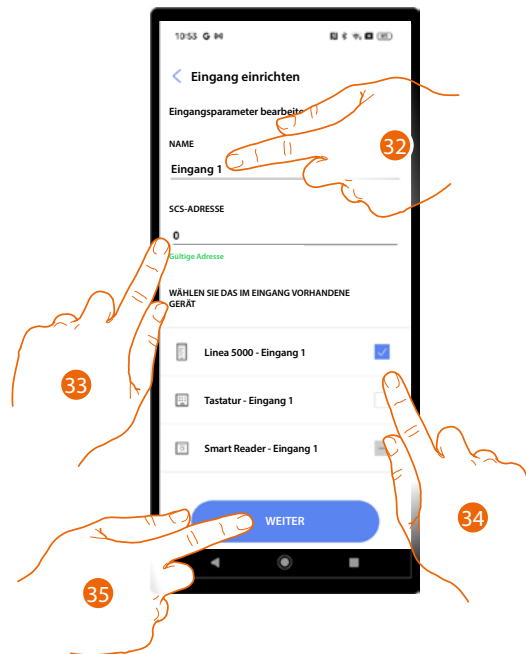 10:53 G
Eingang einrichten
Eingangsparameter bearbeite
NAME
Eingang 1
32
SCS-ADRESSE
0
Gültige Adresse
WÄHLEN SIE DAS IM EINGANG VORHANDENE
GERÄT
Linea 5000 - Eingang 1
33
Tastatur - Eingang 1
Smart Reader - Eingang 1
34
WEITER
35